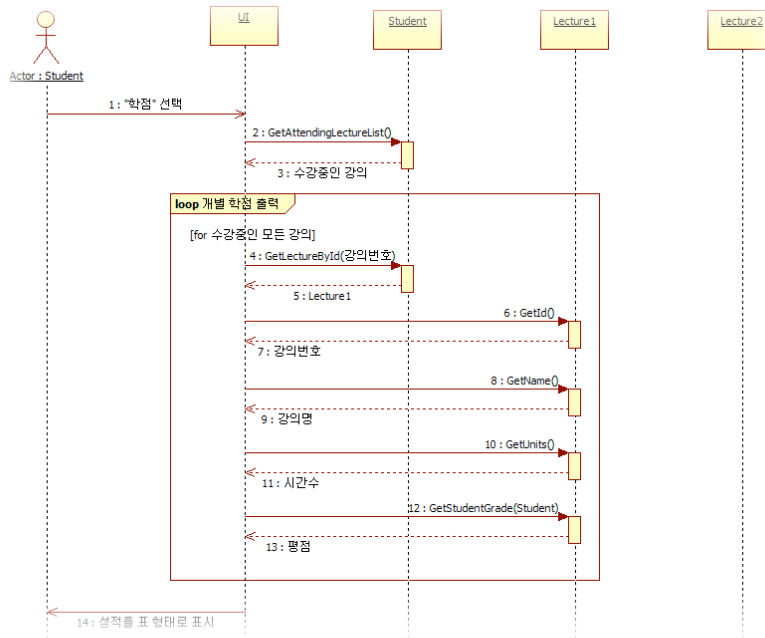 UI
Student
Lecture1
Lecture2
Actor : Student
1 : "학점" 선택
2 : GetAttendingLectureList()
3 : 수강중인 강의
loop 개별 학점 출력
[for 수강중인 모든 강의]
4 : GetLectureById(강의번호)
5 : Lecture1
6 : GetId()
7 : 강의번호
8 : GetName()
9 : 강의명
10 : GetUnits()
11 : 시간수
12 : GetStudentGrade(Student)
13 : 평점
14 : 성적을 표 형태로 표시